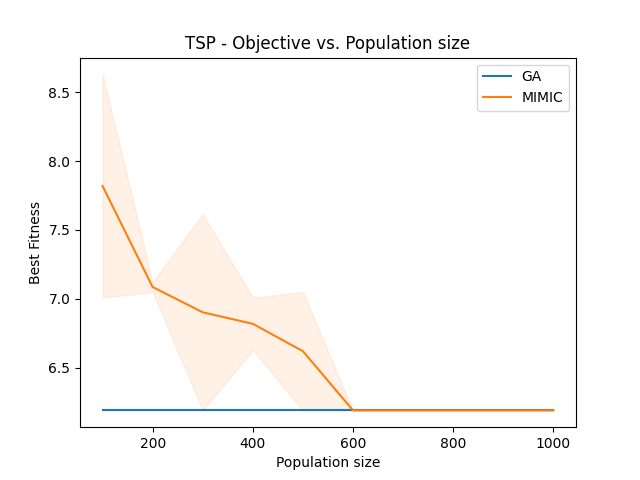 TSP - Objective vs. Population size
GA
MIMIC
Best Fitness
8.5
8.0
7.5
7.0
6.5
200
400
600
800
1000
Population size